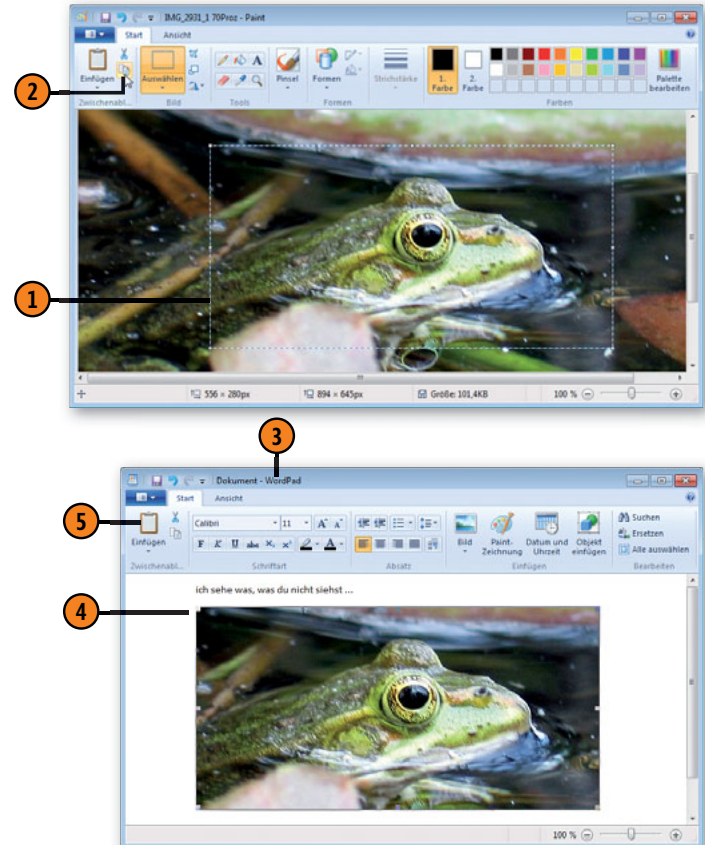 IMG_2931_1 70Proz - Paint
Start Ansicht
Einfügen
Auswählen
A
Pinsel
Formen
Strichstärke
1.
Farbe
2.
Farbe
Palette
bearbeiten
Zwischenabl...
Bild
Tools
Formen
Farben
2
1
556 × 280px
894 × 645px
Größe: 101,4KB
100 %
3
Dokument - WordPad
Start Ansicht
5
Einfügen
Calibri
11
A A
F K U abc X₂ X² A
Bild
Paint-
Zeichnung
Datum und
Uhrzeit
Objekt
einfügen
Suchen
Ersetzen
Alle auswählen
Zwischenabl...
Schriftart
Absatz
Einfügen
Bearbeiten
ich sehe was, was du nicht siehst ...
4
100 %